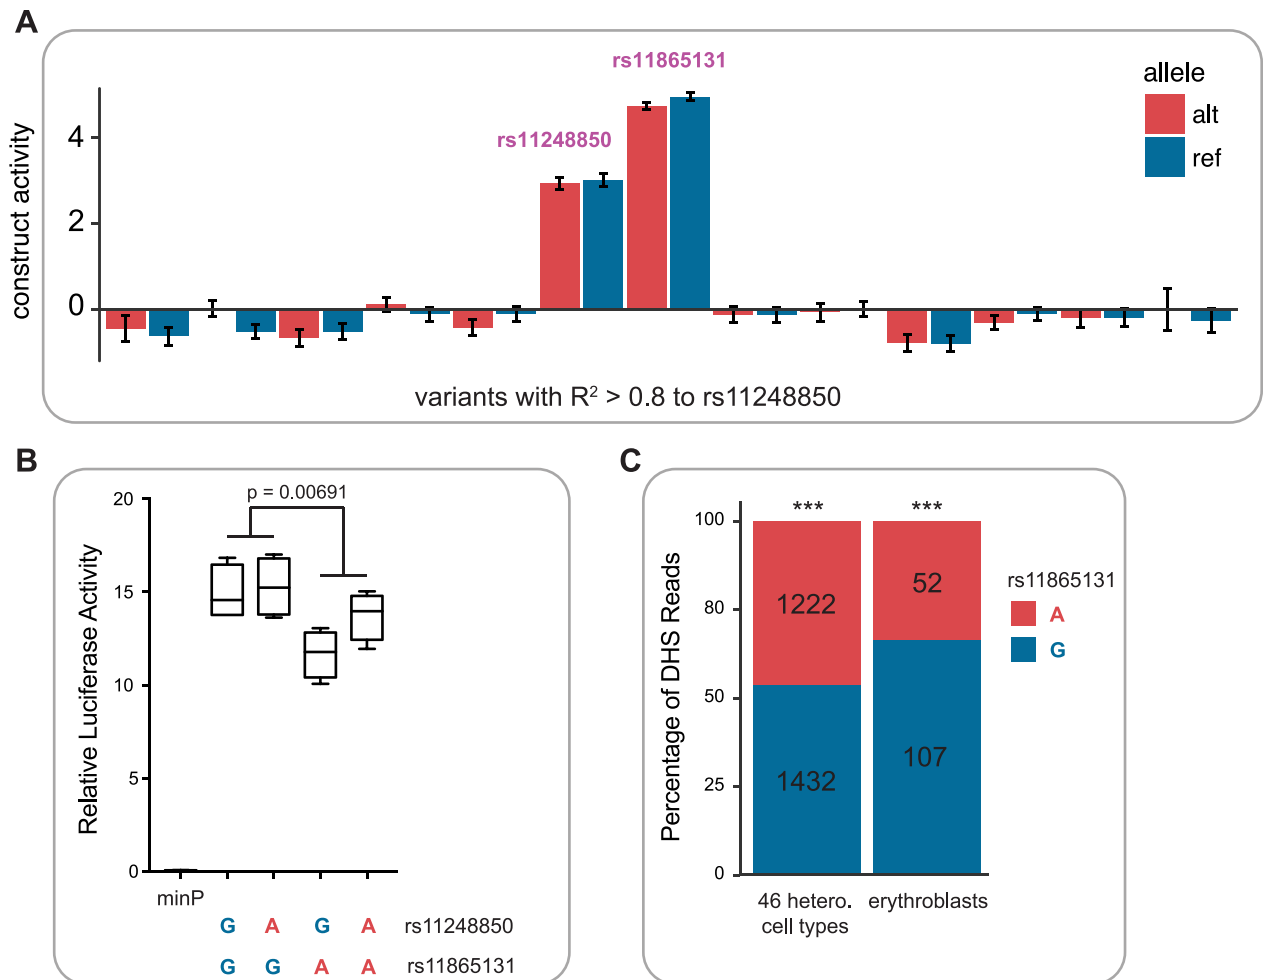 A
rs11865131
rs11248850
allele
alt
ref
construct activity
4
2
0
variants with R² > 0.8 to rs11248850
B
p = 0.00691
Relative Luciferase Activity
20
15
10
5
0
minP
G A G A rs11248850
G G A A rs11865131
C
*** ***
Percentage of DHS Reads
100
80
50
25
0
1222
52
1432
107
rs11865131
A
G
46 hetero.
cell types
erythroblasts